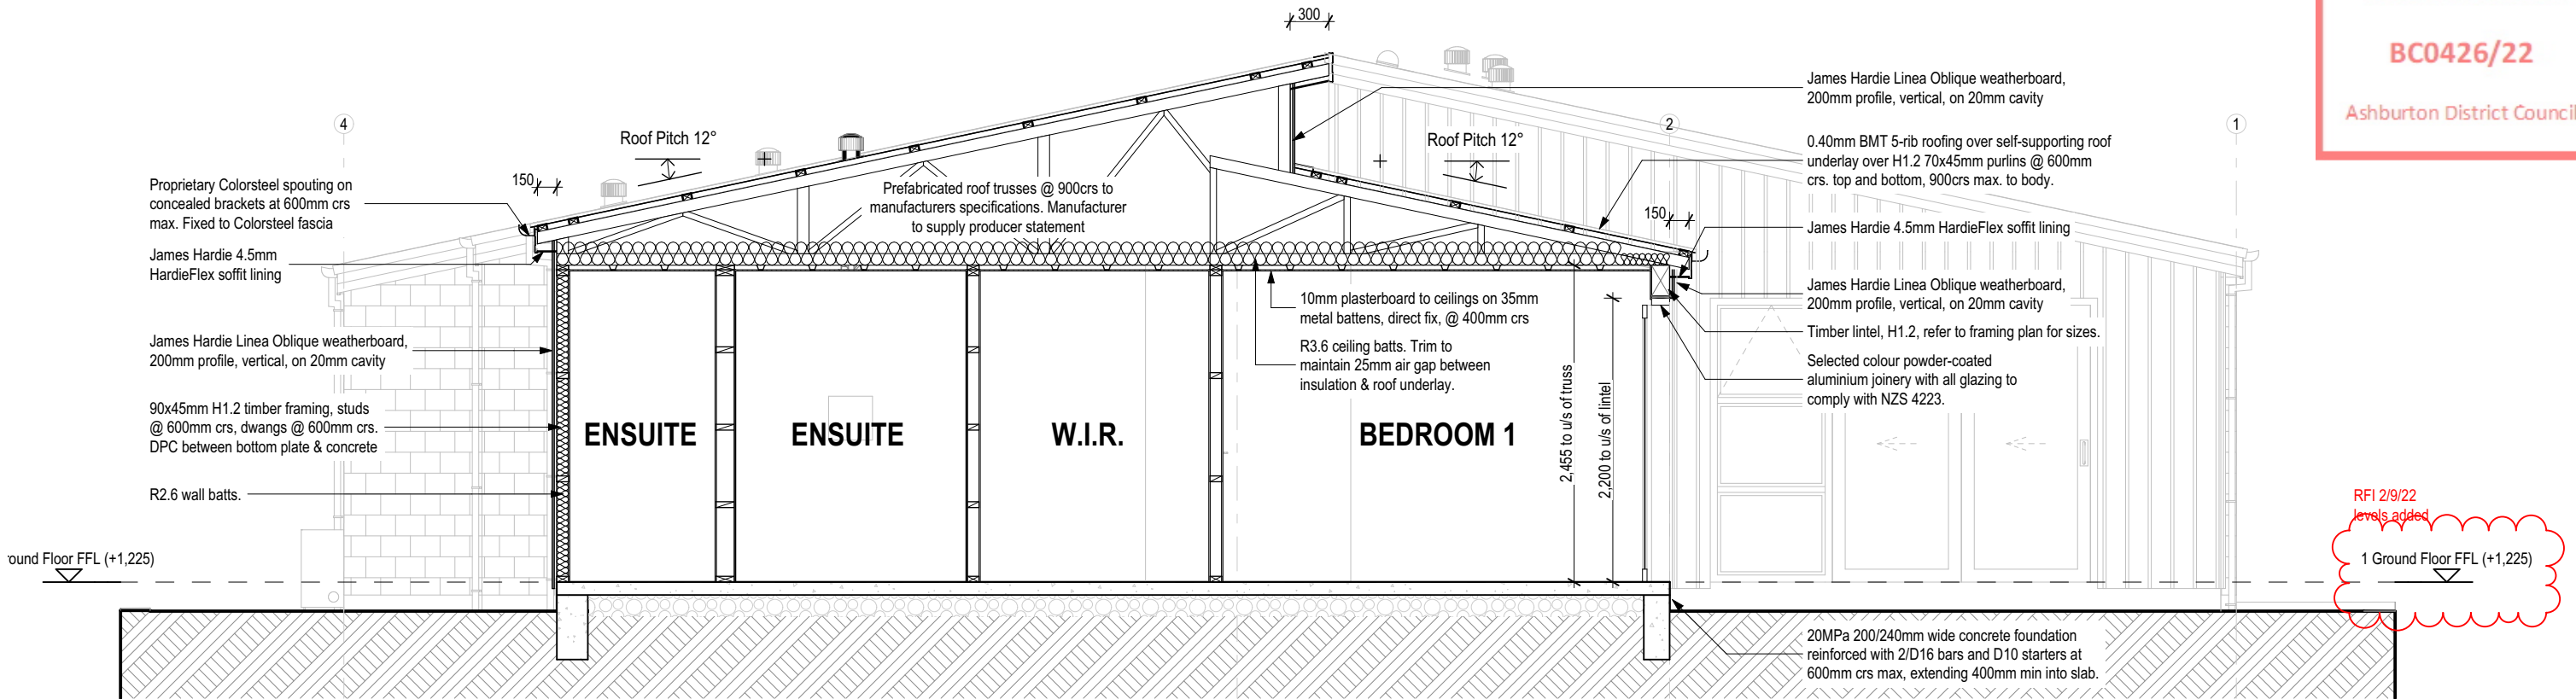 300
BC0426/22
Ashburton District Council
4
2
1
Roof Pitch 12°
Roof Pitch 12°
150
150
Proprietary Colorsteel spouting on
concealed brackets at 600mm crs
max. Fixed to Colorsteel fascia
James Hardie 4.5mm
HardieFlex soffit lining
James Hardie Linea Oblique weatherboard,
200mm profile, vertical, on 20mm cavity
90x45mm H1.2 timber framing, studs
@ 600mm crs, dwangs @ 600mm crs.
DPC between bottom plate & concrete
R2.6 wall batts.
Prefabricated roof trusses @ 900crs to
manufacturers specifications. Manufacturer
to supply producer statement
10mm plasterboard to ceilings on 35mm
metal battens, direct fix, @ 400mm crs
R3.6 ceiling batts. Trim to
maintain 25mm air gap between
insulation & roof underlay.
ENSUITE
ENSUITE
W.I.R.
BEDROOM 1
2,455 to u/s of truss
2,200 to u/s of lintel
James Hardie Linea Oblique weatherboard,
200mm profile, vertical, on 20mm cavity
0.40mm BMT 5-rib roofing over self-supporting roof
underlay over H1.2 70x45mm purlins @ 600mm
crs. top and bottom, 900crs max. to body.
James Hardie 4.5mm HardieFlex soffit lining
James Hardie Linea Oblique weatherboard,
200mm profile, vertical, on 20mm cavity
Timber lintel, H1.2, refer to framing plan for sizes.
Selected colour powder-coated
aluminium joinery with all glazing to
comply with NZS 4223.
20MPa 200/240mm wide concrete foundation
reinforced with 2/D16 bars and D10 starters at
600mm crs max, extending 400mm min into slab.
round Floor FFL (+1,225)
RFI 2/9/22
levels added
1 Ground Floor FFL (+1,225)